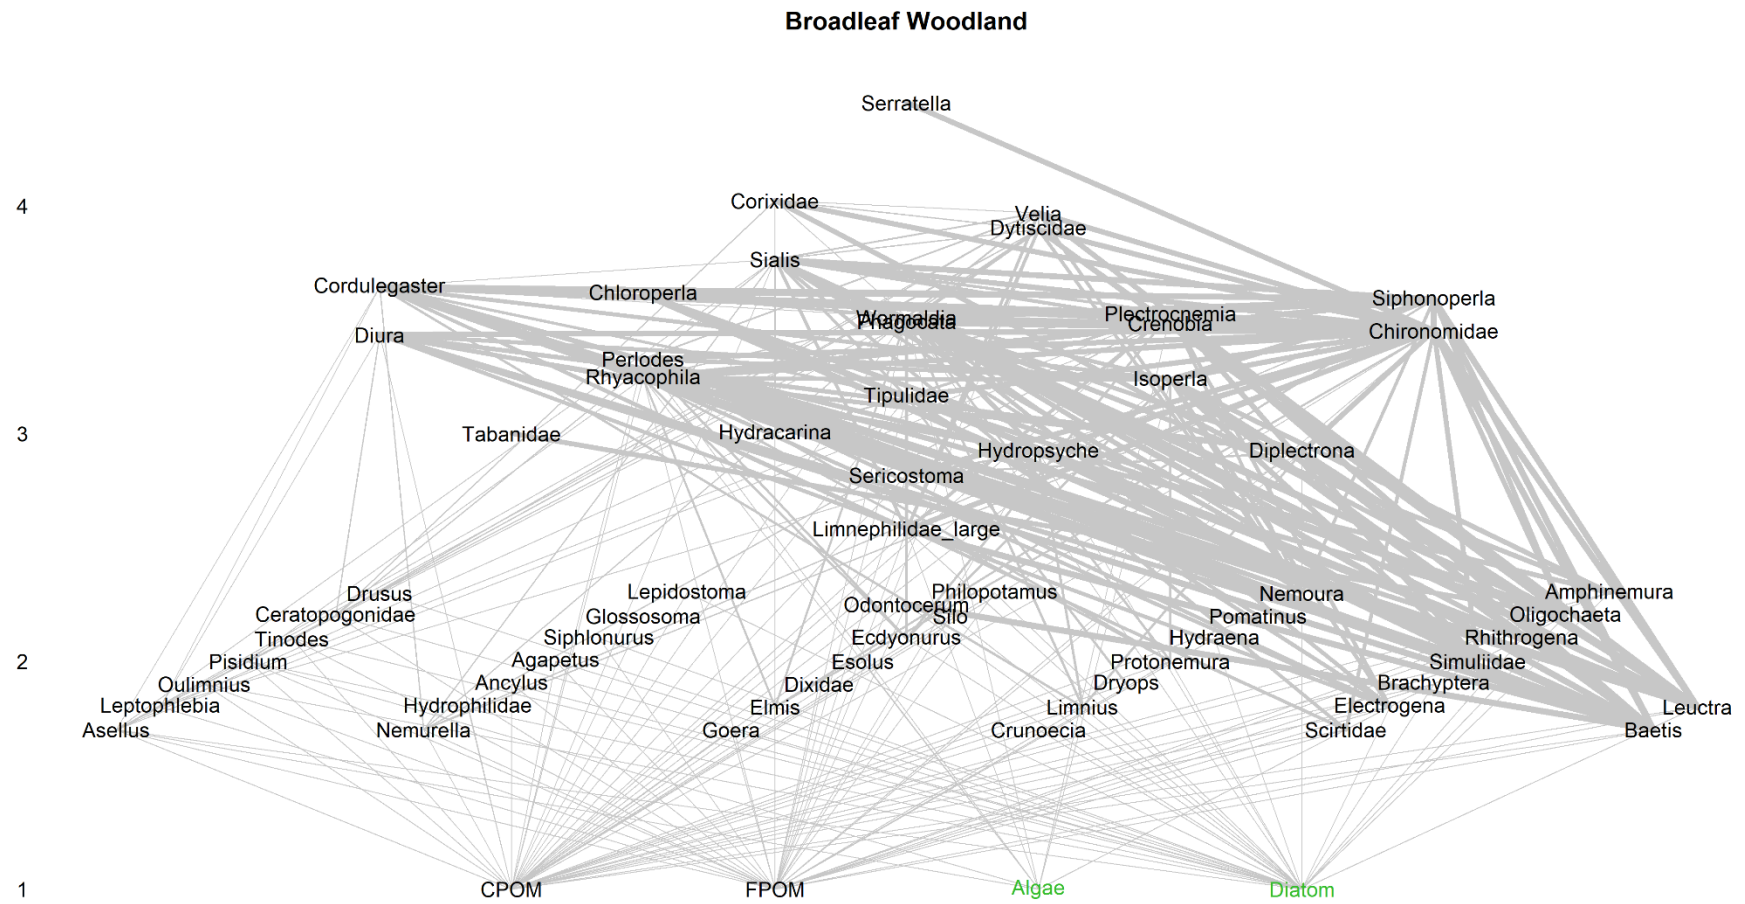 Broadleaf Woodland
Serratella
Corixidae
4
Velia
Dytiscidae
Sialis
Cordulegaster
Chloroperla
Siphonoperla
Plectrocnemia
Wormaldia
Phagocata
Crenobia
Chironomidae
Diura
Perlodes
Rhyacophila
Isoperla
Tipulidae
Hydracarina
3
Tabanidae
Hydropsyche
Diplectrona
Sericostoma
Limnephilidae_large
Drusus
Lepidostoma
Philopotamus
Nemoura
Amphinemura
Odontocerum
Ceratopogonidae
Glossosoma
Silo
Pomatinus
Oligochaeta
Tinodes
Siphlonurus
Ecdyonurus
Hydraena
Rhithrogena
2
Pisidium
Agapetus
Esolus
Protonemura
Simuliidae
Oulimnius
Ancylus
Dixidae
Dryops
Brachyptera
Leptophlebia
Hydrophilidae
Elmis
Limnius
Electrogena
Leuctra
Asellus
Nemurella
Goera
Crunoecia
Scirtidae
Baetis
1
CPOM
FPOM
Algae
Diatom